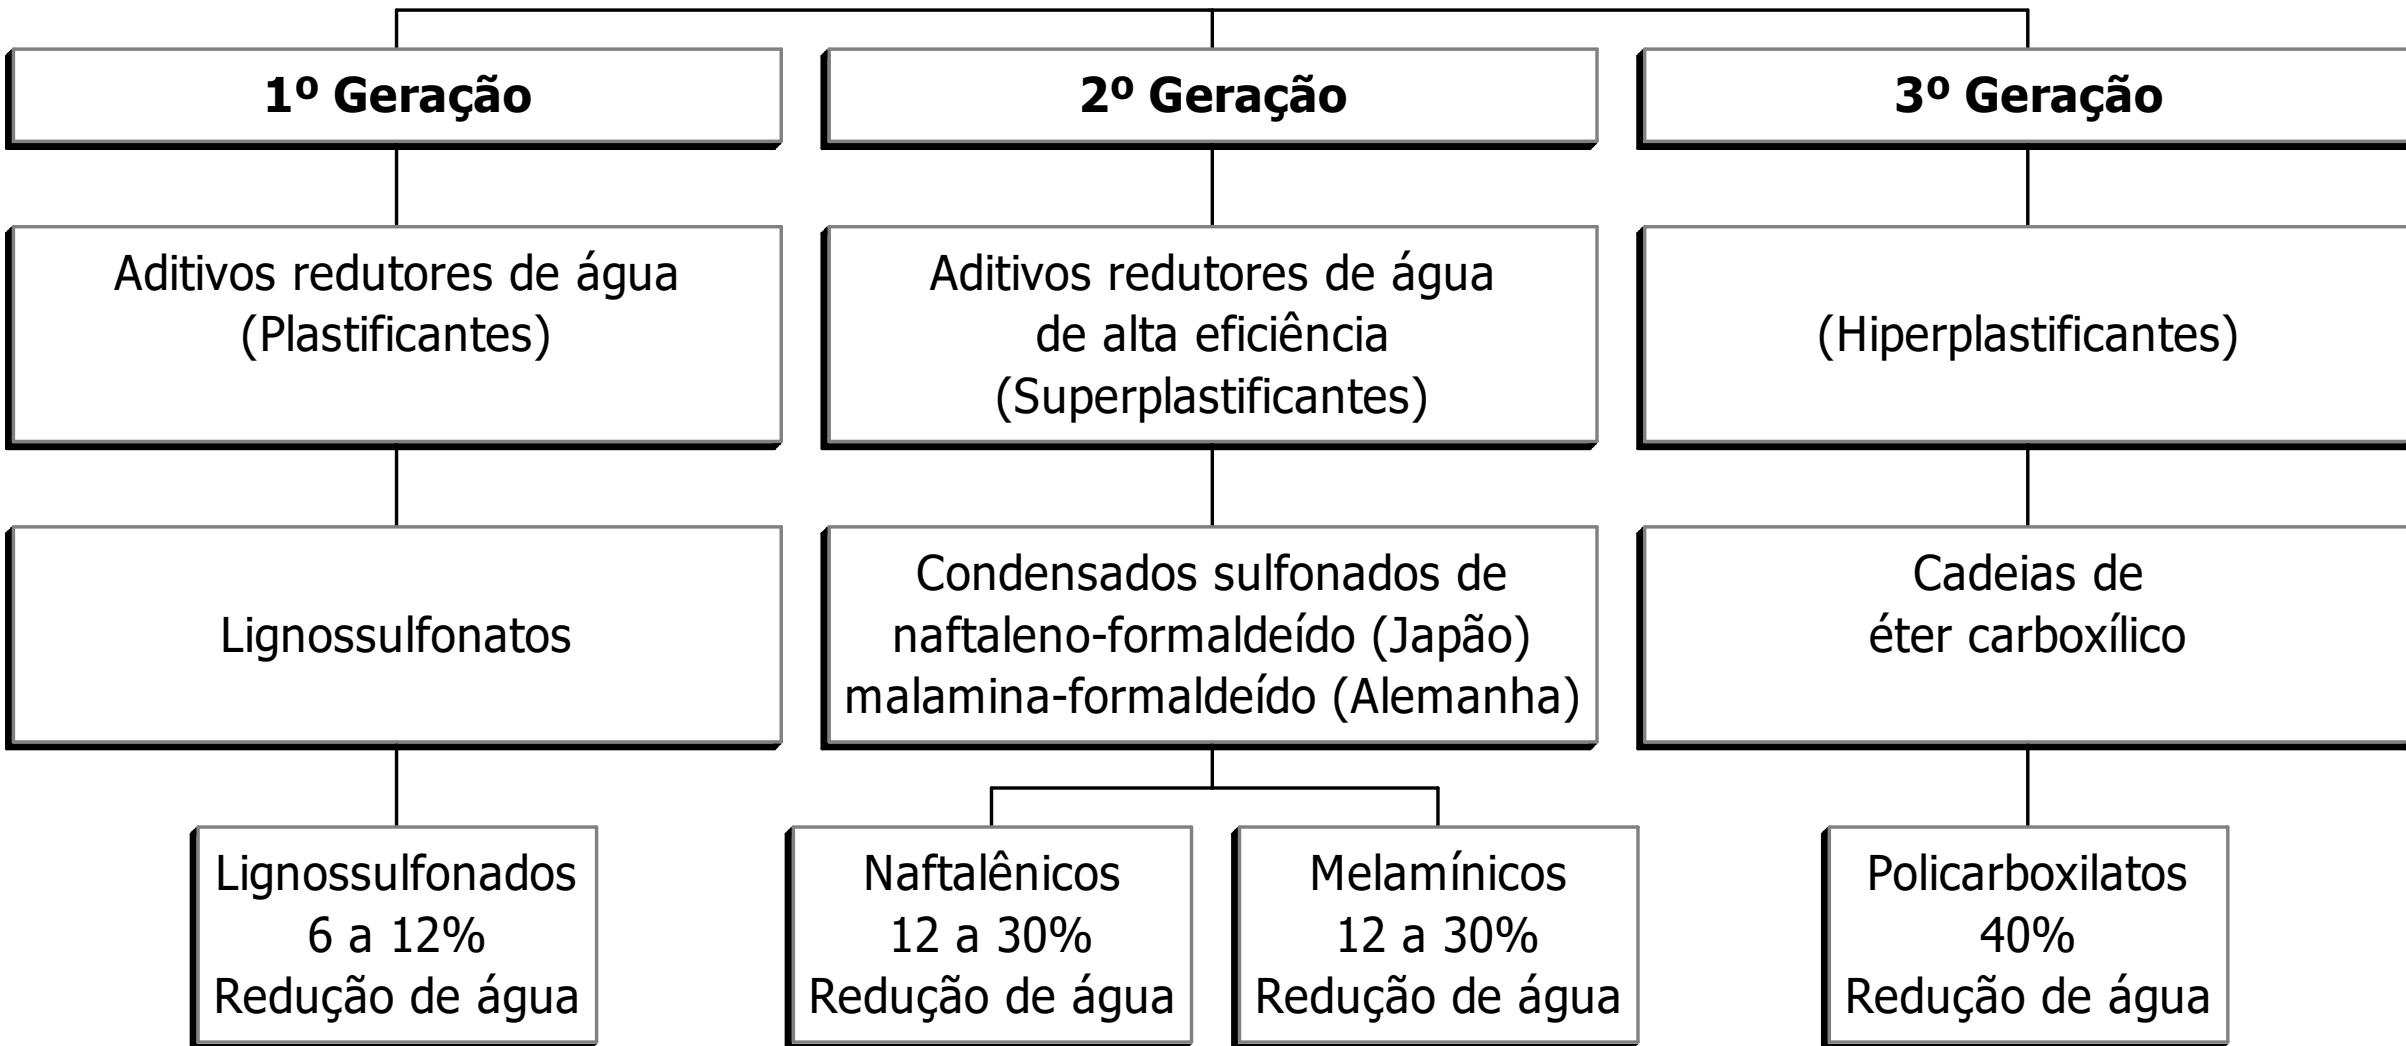 1º Geração
2º Geração
3º Geração
Aditivos redutores de água
(Plastificantes)
Aditivos redutores de água
de alta eficiência
(Superplastificantes)
(Hiperplastificantes)
Lignossulfonatos
Condensados sulfonados de
naftaleno-formaldeído (Japão)
malamina-formaldeído (Alemanha)
Cadeias de
éter carboxílico
Lignossulfonados
6 a 12%
Redução de água
Naftalênicos
12 a 30%
Redução de água
Melamínicos
12 a 30%
Redução de água
Policarboxilatos
40%
Redução de água